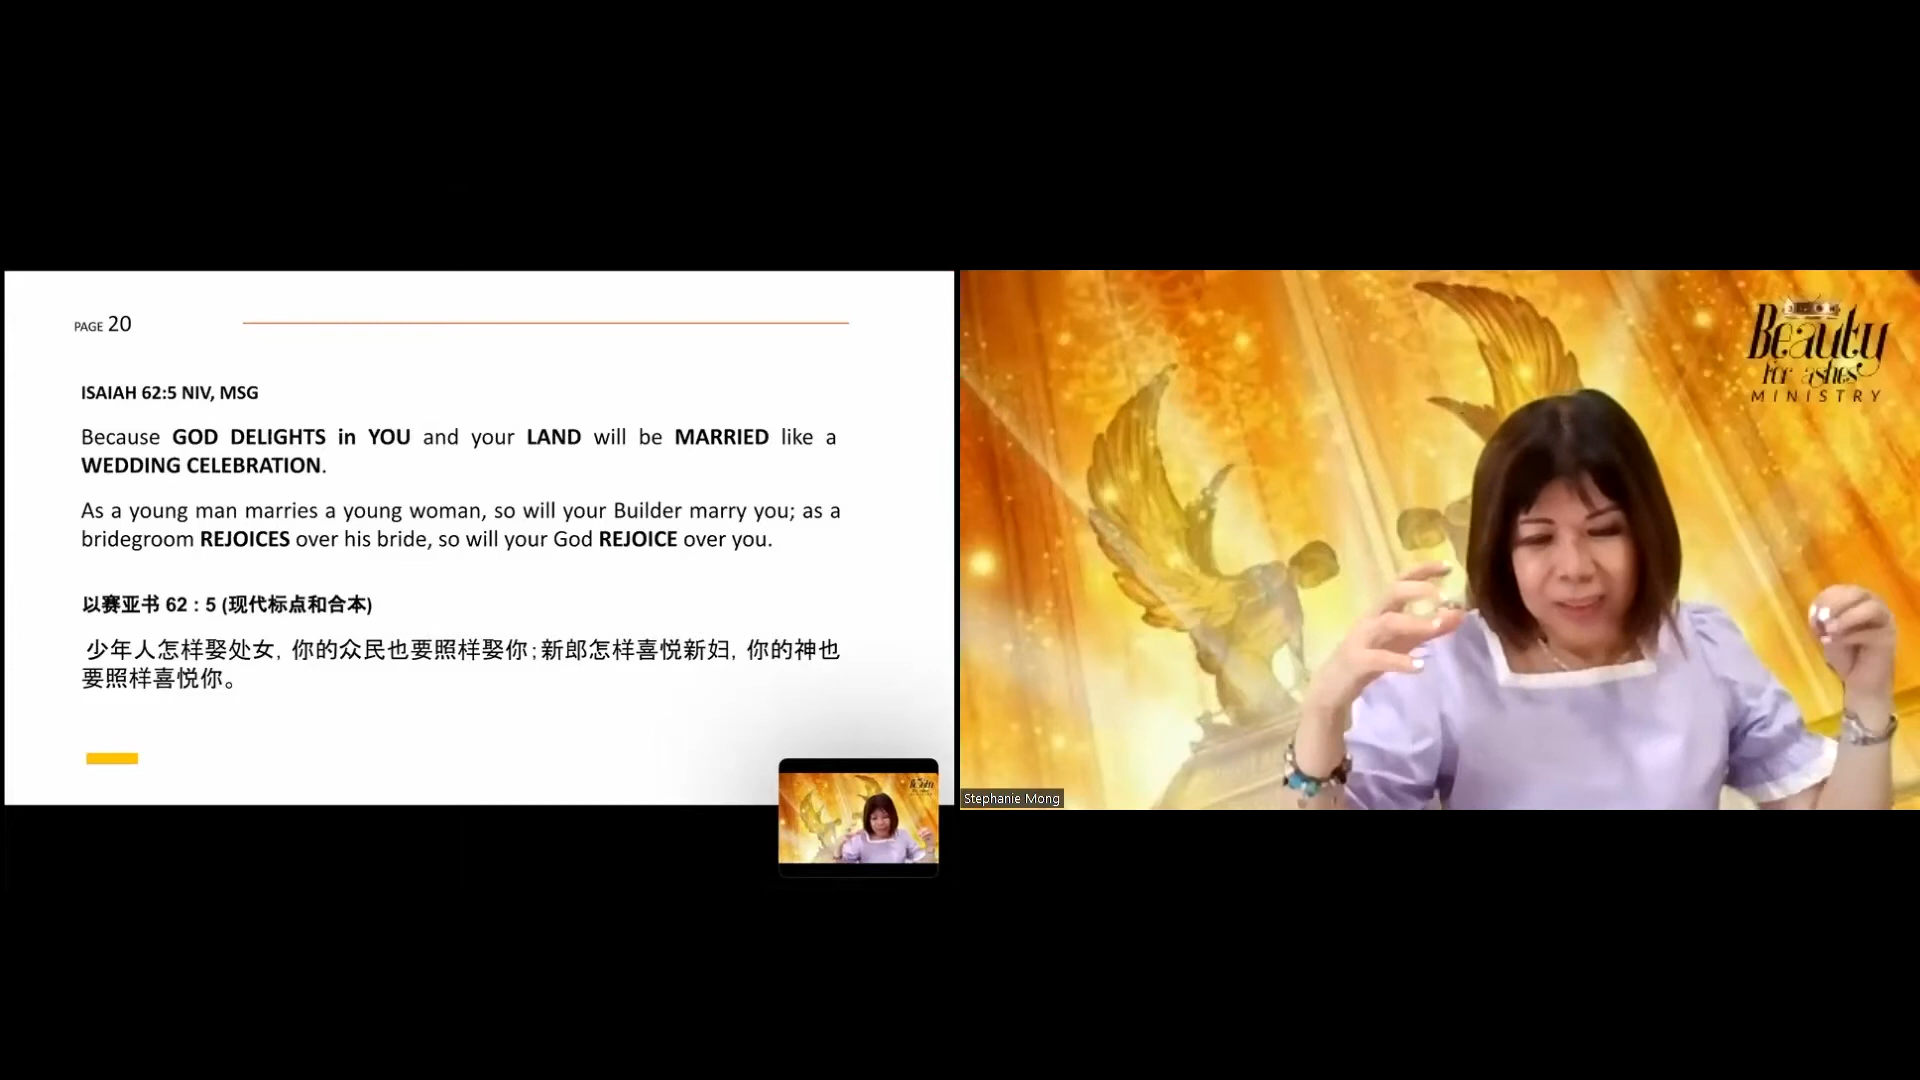 PAGE 20
ISAIAH 62:5 NIV, MSG
Because GOD DELIGHTS in YOU and your LAND will be MARRIED like a
WEDDING CELEBRATION.
As a young man marries a young woman, so will your Builder marry you; as a
bridegroom REJOICES over his bride, so will your God REJOICE over you.
以赛亚书 62 : 5 (现代标点和合本)
少年人怎样娶处女, 你的众民也要照样娶你;新郎怎样喜悦新妇, 你的神也
要照样喜悦你。
Beauty
For ashes
MINISTRY
Stephanie Mong